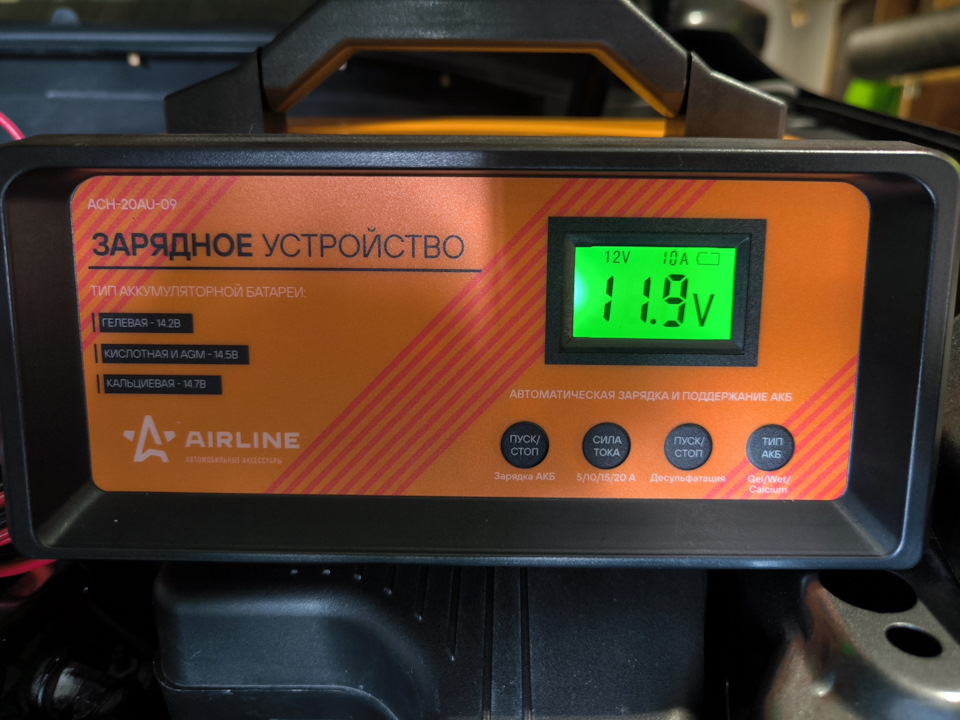 ACH-20AU-09
ЗАРЯДНОЕ УСТРОЙСТВО
ТИП АККУМУЛЯТОРНОЙ БАТАРЕИ:
ГЕЛЕВАЯ - 14.2В
КИСЛОТНАЯ И AGM - 14.5В
КАЛЬЦИЕВАЯ - 14.7В
AIRLINE
АВТОМОБИЛЬНЫЕ АКСЕССУАРЫ
12V 10A
11.9V
АВТОМАТИЧЕСКАЯ ЗАРЯДКА И ПОДДЕРЖАНИЕ АКБ
ПУСК/
СТОП
Зарядка АКБ
СИЛА
ТОКА
5/10/15/20 А
ПУСК/
СТОП
Десульфатация
ТИП
АКБ
Gel/Wet/
Calcium